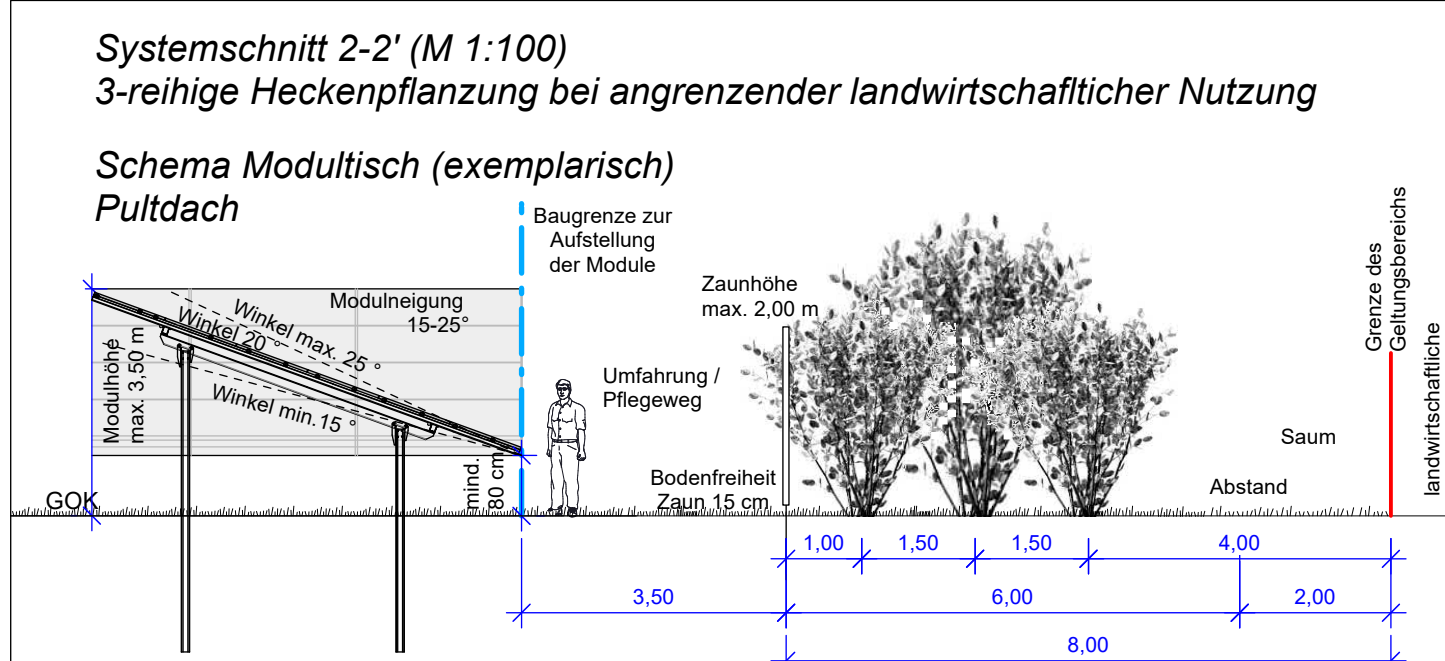 Systemschnitt 2-2' (M 1:100)
3-reihige Heckenpflanzung bei angrenzender landwirtschaflticher Nutzung
Schema Modultisch (exemplarisch)
Pultdach
Baugrenze zur
Aufstellung
der Module
Modulneigung
15-25°
Winkel max. 25 °
Winkel 20 °
Winkel min.15 °
Modulhöhe
max. 3,50 m
mind.
80 cm
GOK
Umfahrung /
Pflegeweg
Zaunhöhe
max. 2,00 m
Bodenfreiheit
Zaun 15 cm
Abstand
Saum
Grenze des
Geltungsbereichs
landwirtschaftliche
1,00
1,50
1,50
4,00
3,50
6,00
2,00
8,00